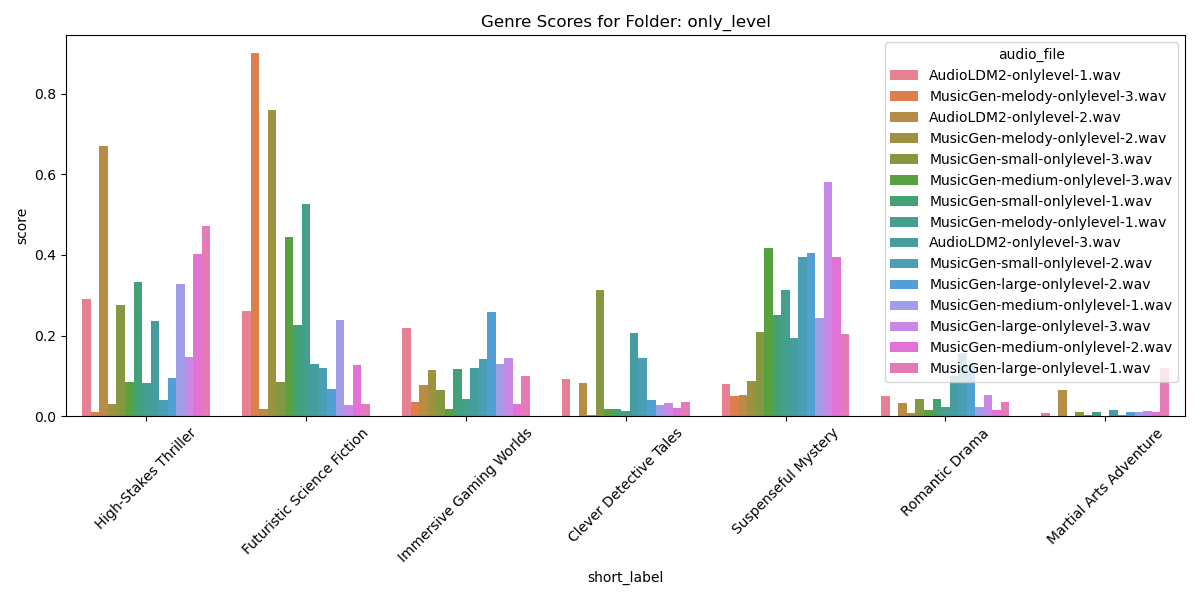 Genre Scores for Folder: only_level
score
0.8
0.6
0.4
0.2
0.0
audio_file
AudioLDM2-onlylevel-1.wav
MusicGen-melody-onlylevel-3.wav
AudioLDM2-onlylevel-2.wav
MusicGen-melody-onlylevel-2.wav
MusicGen-small-onlylevel-3.wav
MusicGen-medium-onlylevel-3.wav
MusicGen-small-onlylevel-1.wav
MusicGen-melody-onlylevel-1.wav
AudioLDM2-onlylevel-3.wav
MusicGen-small-onlylevel-2.wav
MusicGen-large-onlylevel-2.wav
MusicGen-medium-onlylevel-1.wav
MusicGen-large-onlylevel-3.wav
MusicGen-medium-onlylevel-2.wav
MusicGen-large-onlylevel-1.wav
High-Stakes Thriller
Futuristic Science Fiction
Immersive Gaming Worlds
Clever Detective Tales
Suspenseful Mystery
Romantic Drama
Martial Arts Adventure
short_label